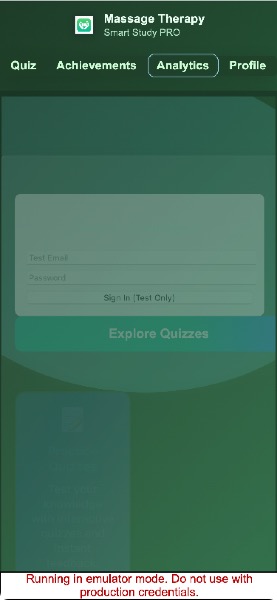 Massage Therapy
Smart Study PRO
Quiz Achievements Analytics Profile
Test Email
Password
Sign In (Test Only)
Explore Quizzes
Running in emulator mode. Do not use with
production credentials.